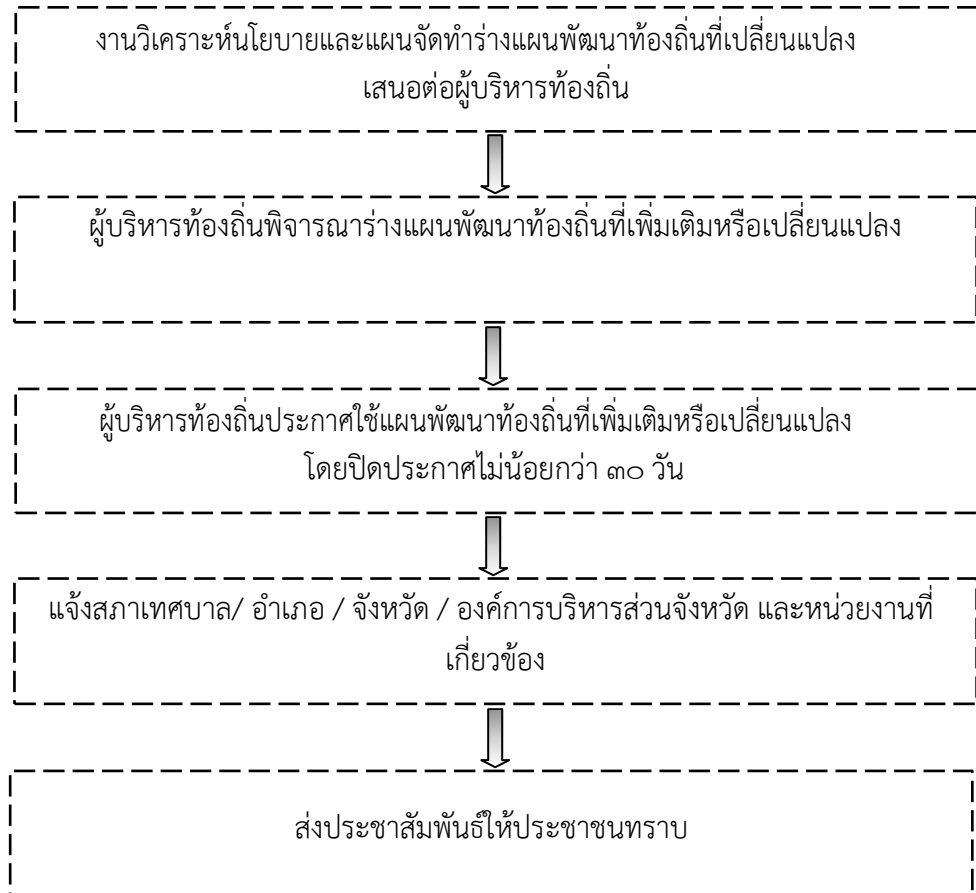 งานวิเคราะห์นโยบายและแผนจัดทำร่างแผนพัฒนาท้องถิ่นที่เปลี่ยนแปลง
เสนอต่อผู้บริหารท้องถิ่น
ผู้บริหารท้องถิ่นพิจารณาร่างแผนพัฒนาท้องถิ่นที่เพิ่มเติมหรือเปลี่ยนแปลง
ผู้บริหารท้องถิ่นประกาศใช้แผนพัฒนาท้องถิ่นที่เพิ่มเติมหรือเปลี่ยนแปลง
โดยปิดประกาศไม่น้อยกว่า ๓๐ วัน
แจ้งสภาเทศบาล/ อำเภอ / จังหวัด / องค์การบริหารส่วนจังหวัด และหน่วยงานที่
เกี่ยวข้อง
ส่งประชาสัมพันธ์ให้ประชาชนทราบ